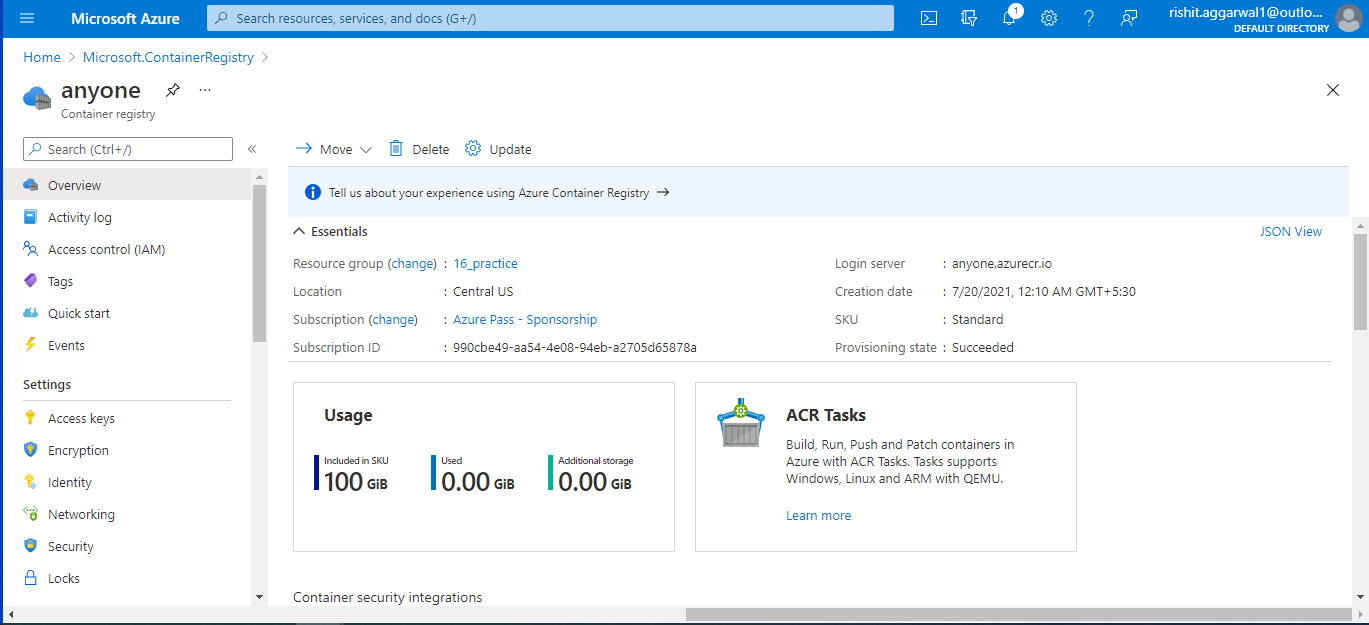 Microsoft Azure
Search resources, services, and docs (G+/)
1
rishit.aggarwal1@outlo...
DEFAULT DIRECTORY
Home > Microsoft.ContainerRegistry >
anyone
...
Container registry
Search (Ctrl+/)
«
Move
Delete
Update
Overview
Activity log
Access control (IAM)
Tags
Quick start
Events
Settings
Access keys
Encryption
Identity
Networking
Security
Locks
Tell us about your experience using Azure Container Registry →
Essentials
JSON View
Resource group (change) : 16_practice
Location : Central US
Subscription (change) : Azure Pass - Sponsorship
Subscription ID : 990cbe49-aa54-4e08-94eb-a2705d65878a
Login server : anyone.azurecr.io
Creation date : 7/20/2021, 12:10 AM GMT+5:30
SKU : Standard
Provisioning state : Succeeded
Usage
Included in SKU
100 GiB
Used
0.00 GiB
Additional storage
0.00 GiB
ACR Tasks
Build, Run, Push and Patch containers in
Azure with ACR Tasks. Tasks supports
Windows, Linux and ARM with QEMU.
Learn more
Container security integrations